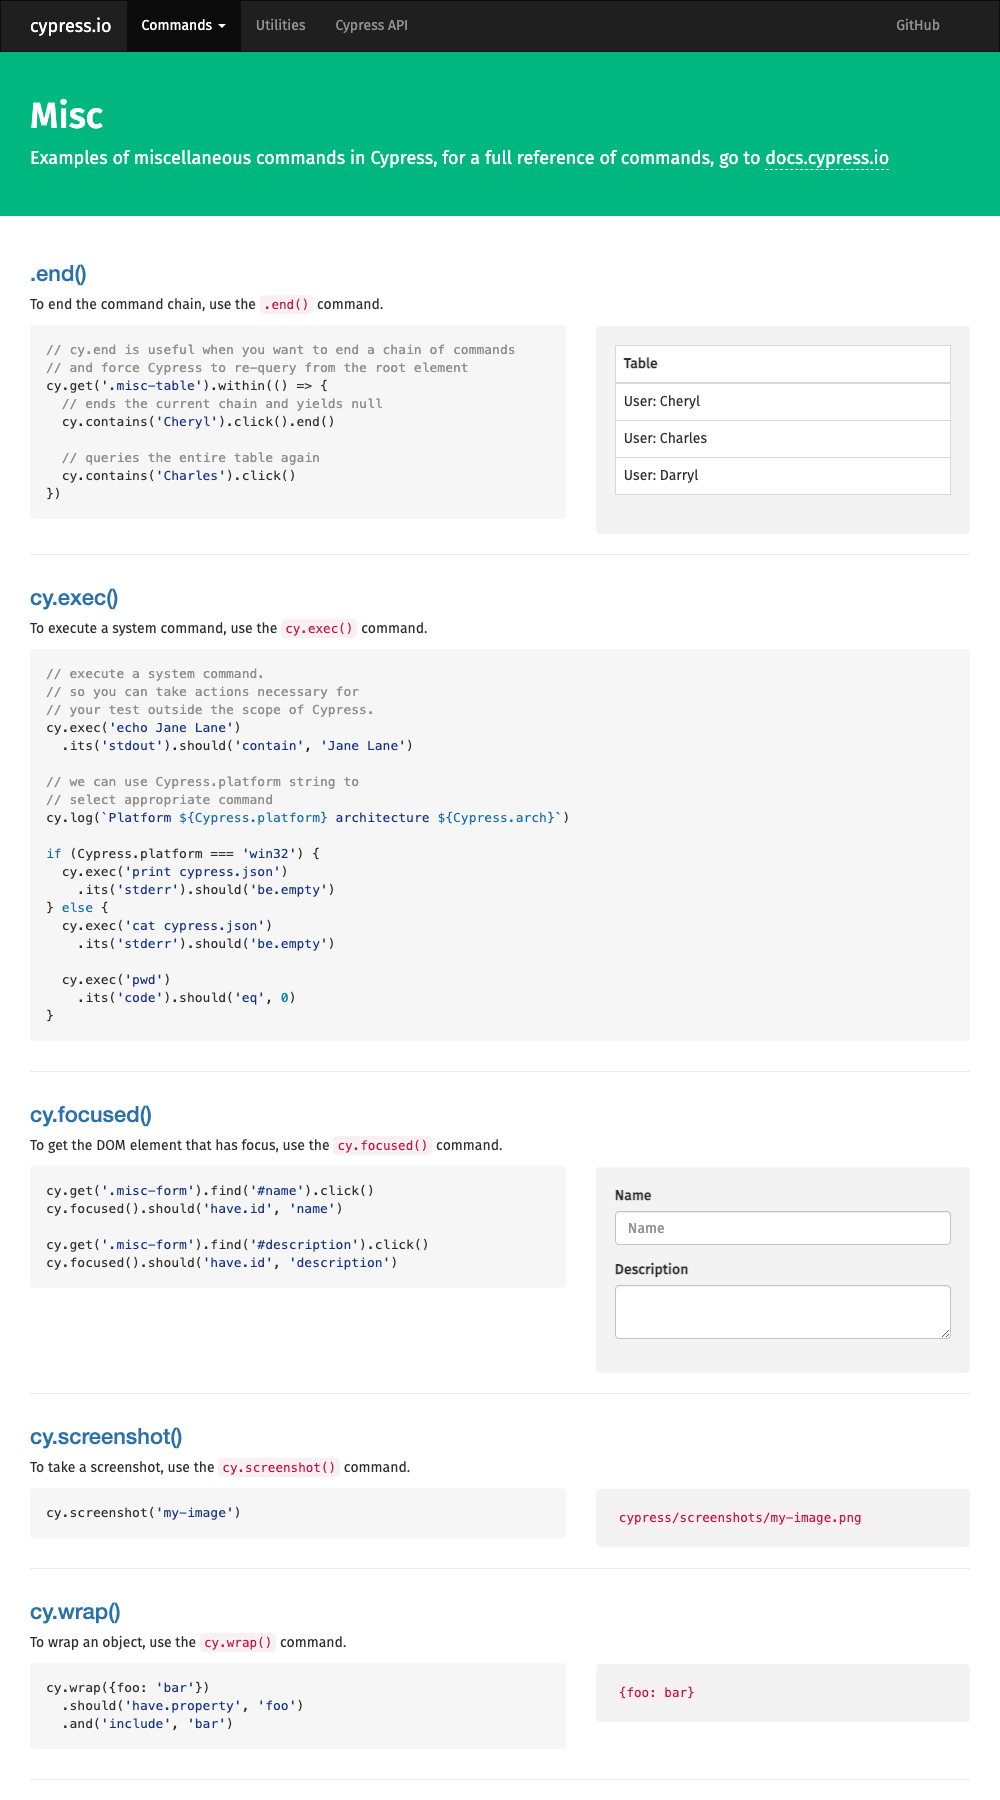 cypress.io Commands Utilities Cypress API GitHub
Misc
Examples of miscellaneous commands in Cypress, for a full reference of commands, go to docs.cypress.io
.end()
To end the command chain, use the .end() command.
// cy.end is useful when you want to end a chain of commands
// and force Cypress to re-query from the root element
cy.get('.misc-table').within(() => {
  // ends the current chain and yields null
  cy.contains('Cheryl').click().end()

  // queries the entire table again
  cy.contains('Charles').click()
})
Table
User: Cheryl
User: Charles
User: Darryl
cy.exec()
To execute a system command, use the cy.exec() command.
// execute a system command.
// so you can take actions necessary for
// your test outside the scope of Cypress.
cy.exec('echo Jane Lane')
  .its('stdout').should('contain', 'Jane Lane')

// we can use Cypress.platform string to
// select appropriate command
cy.log(`Platform ${Cypress.platform} architecture ${Cypress.arch}`)

if (Cypress.platform === 'win32') {
  cy.exec('print cypress.json')
    .its('stderr').should('be.empty')
} else {
  cy.exec('cat cypress.json')
    .its('stderr').should('be.empty')

  cy.exec('pwd')
    .its('code').should('eq', 0)
}
cy.focused()
To get the DOM element that has focus, use the cy.focused() command.
cy.get('.misc-form').find('#name').click()
cy.focused().should('have.id', 'name')

cy.get('.misc-form').find('#description').click()
cy.focused().should('have.id', 'description')
Name
Name
Description
cy.screenshot()
To take a screenshot, use the cy.screenshot() command.
cy.screenshot('my-image')
cypress/screenshots/my-image.png
cy.wrap()
To wrap an object, use the cy.wrap() command.
cy.wrap({foo: 'bar'})
  .should('have.property', 'foo')
  .and('include', 'bar')
{foo: bar}